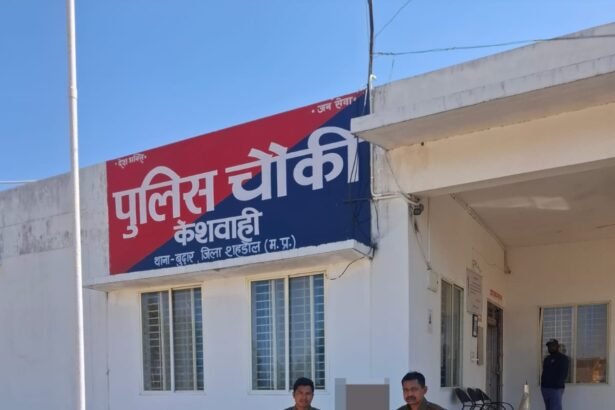 देश भक्ति
जन सेवा
पुलिस चौकी
केशवाही
थाना-बुढार, जिला शहडोल (म.प्र.)